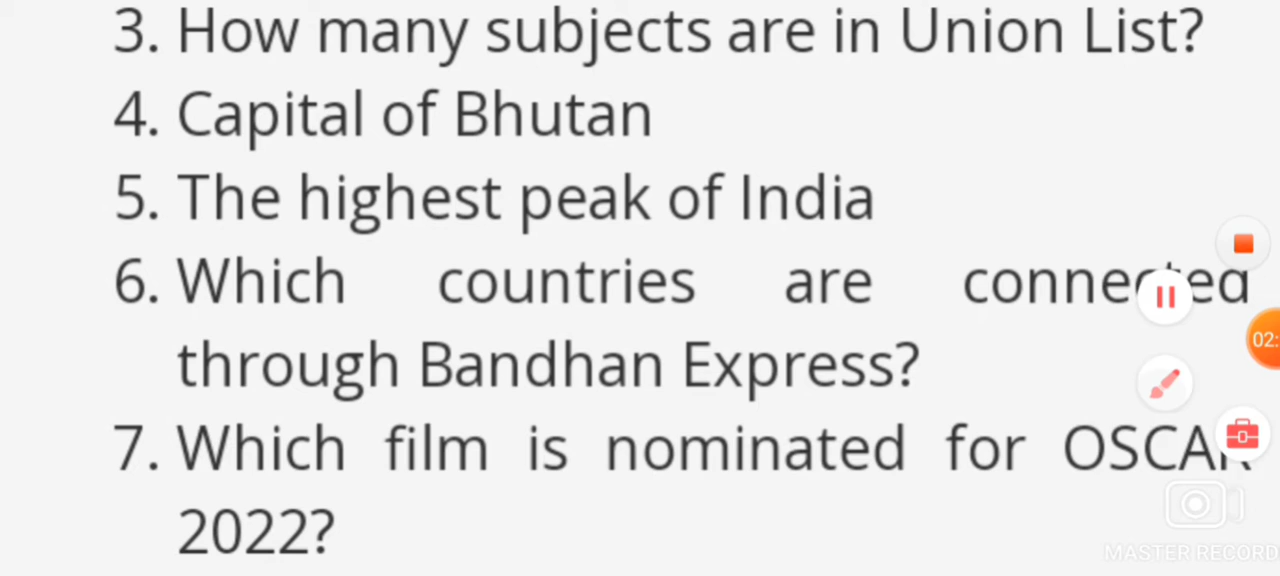 3. How many subjects are in Union List?
4. Capital of Bhutan
5. The highest peak of India
6. Which countries are connected
through Bandhan Express?
7. Which film is nominated for OSCAR
2022?
02:
MASTER RECORD